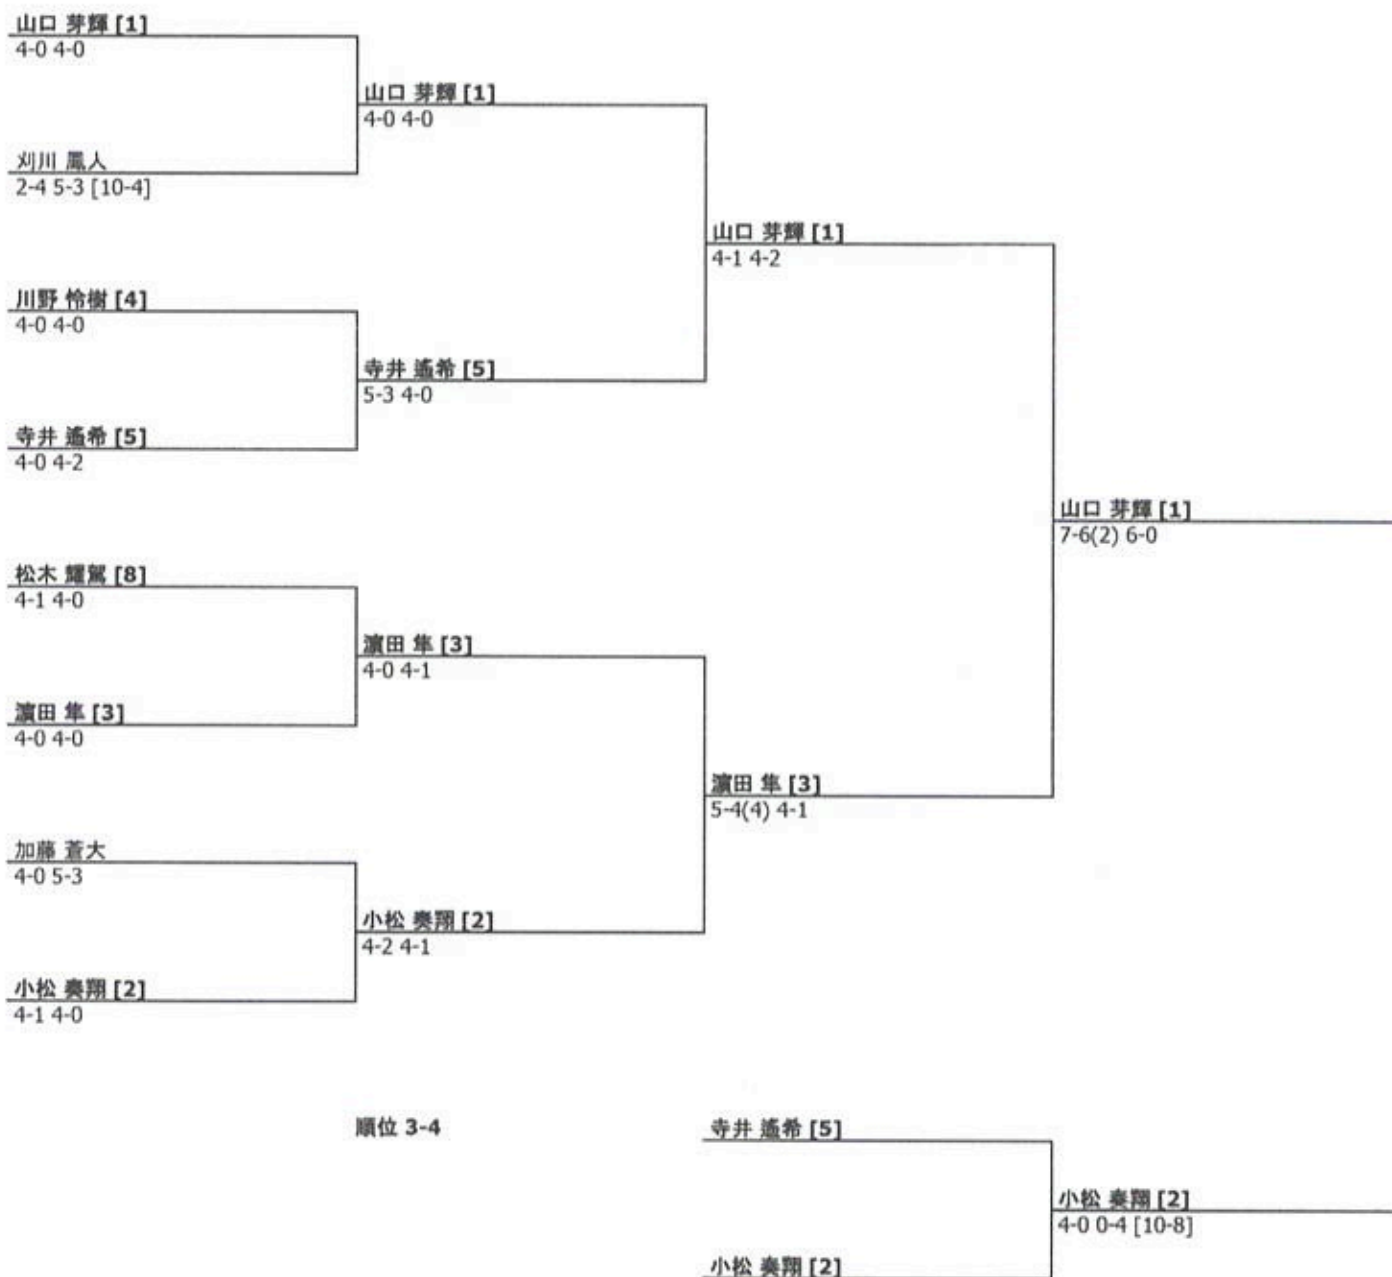 山口 芽輝 [1]
4-0 4-0
山口 芽輝 [1]
4-0 4-0
刈川 鳳人
2-4 5-3 [10-4]
山口 芽輝 [1]
4-1 4-2
川野 怜樹 [4]
4-0 4-0
寺井 遙希 [5]
5-3 4-0
寺井 遙希 [5]
4-0 4-2
山口 芽輝 [1]
7-6(2) 6-0
松木 耀駕 [8]
4-1 4-0
濵田 隼 [3]
4-0 4-1
濵田 隼 [3]
4-0 4-0
濵田 隼 [3]
5-4(4) 4-1
加藤 蒼大
4-0 5-3
小松 奏翔 [2]
4-2 4-1
小松 奏翔 [2]
4-1 4-0
順位 3-4
寺井 遙希 [5]
小松 奏翔 [2]
4-0 0-4 [10-8]
小松 奏翔 [2]